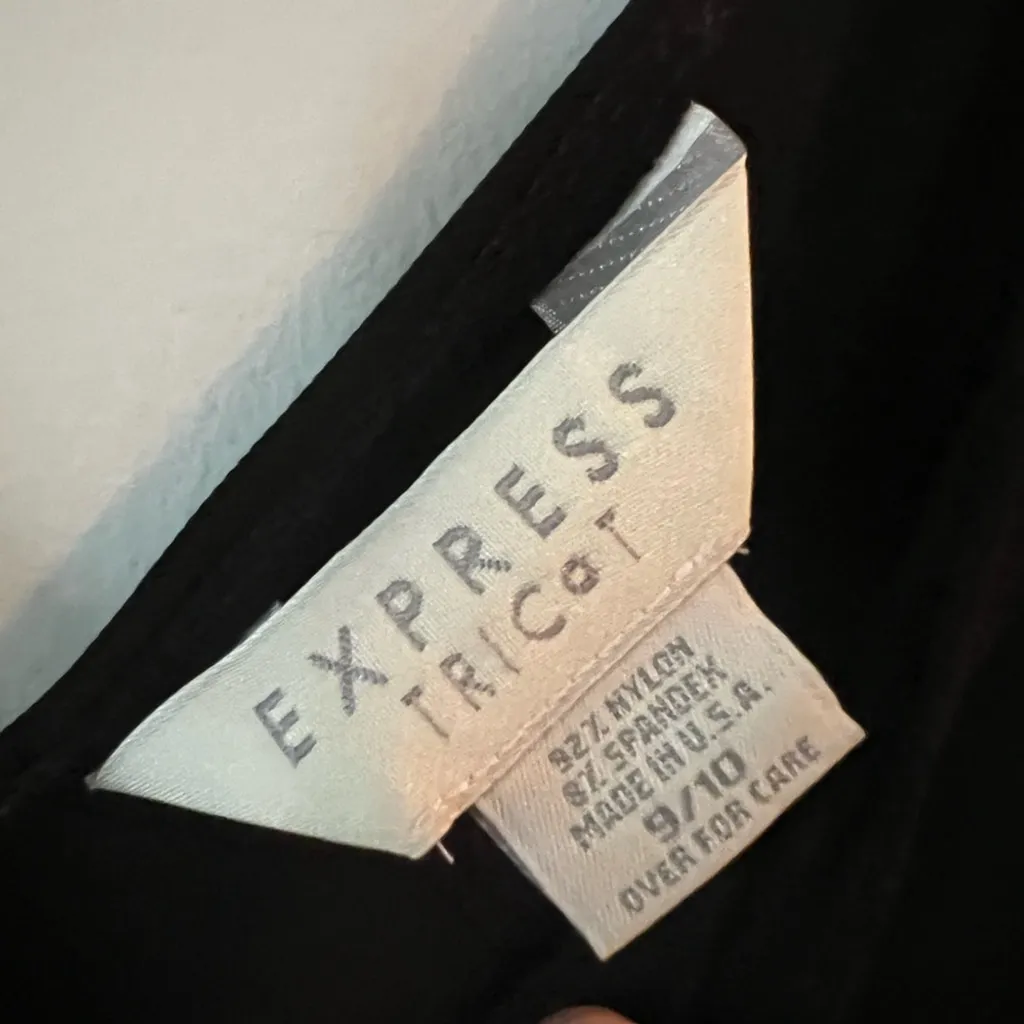 EXPRESS
TRICOT
92% NYLON
8% SPANDEX
MADE IN U.S.A.
9/10
OVER FOR CARE